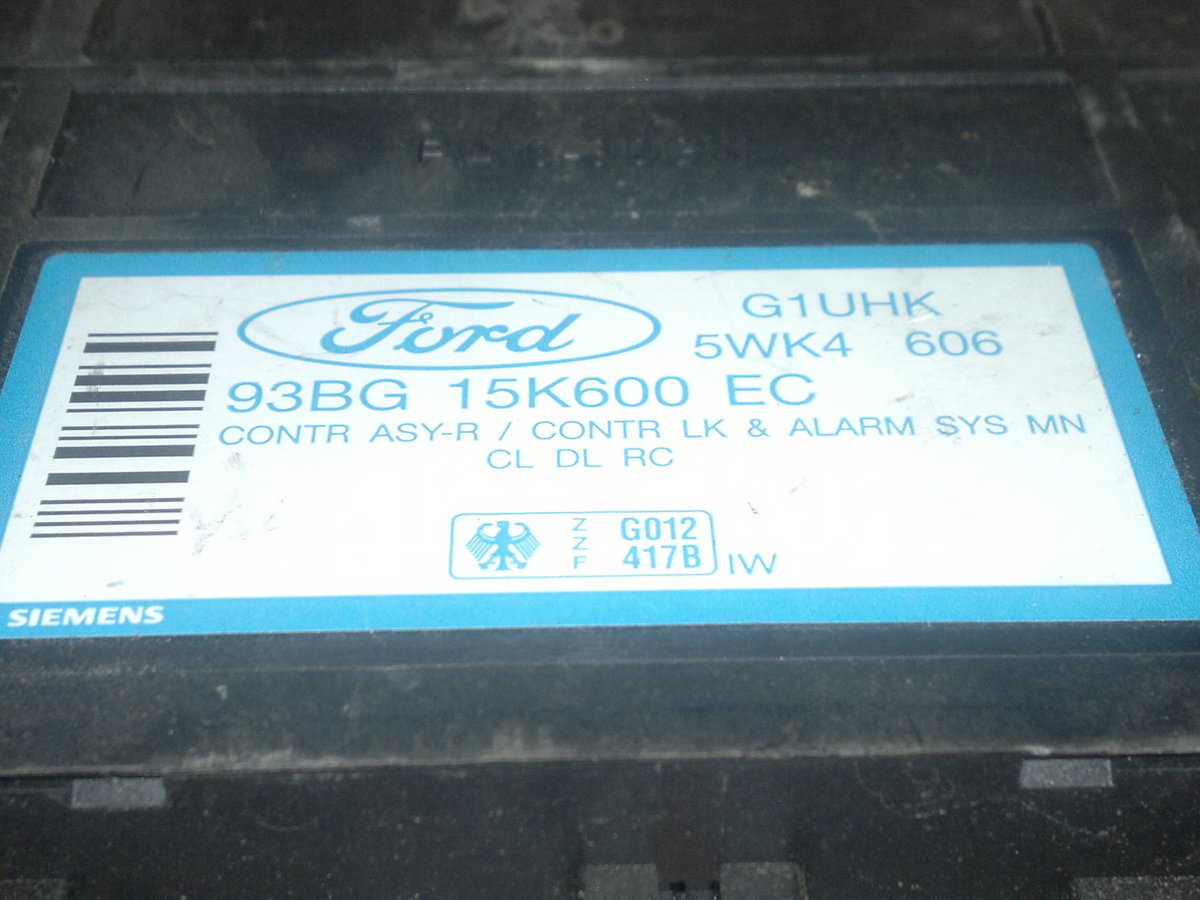 Ford
G1UHK
5WK4 606
93BG 15K600 EC
CONTR ASY-R / CONTR LK & ALARM SYS MN
CL DL RC
ZZF
G012
417B
IW
SIEMENS